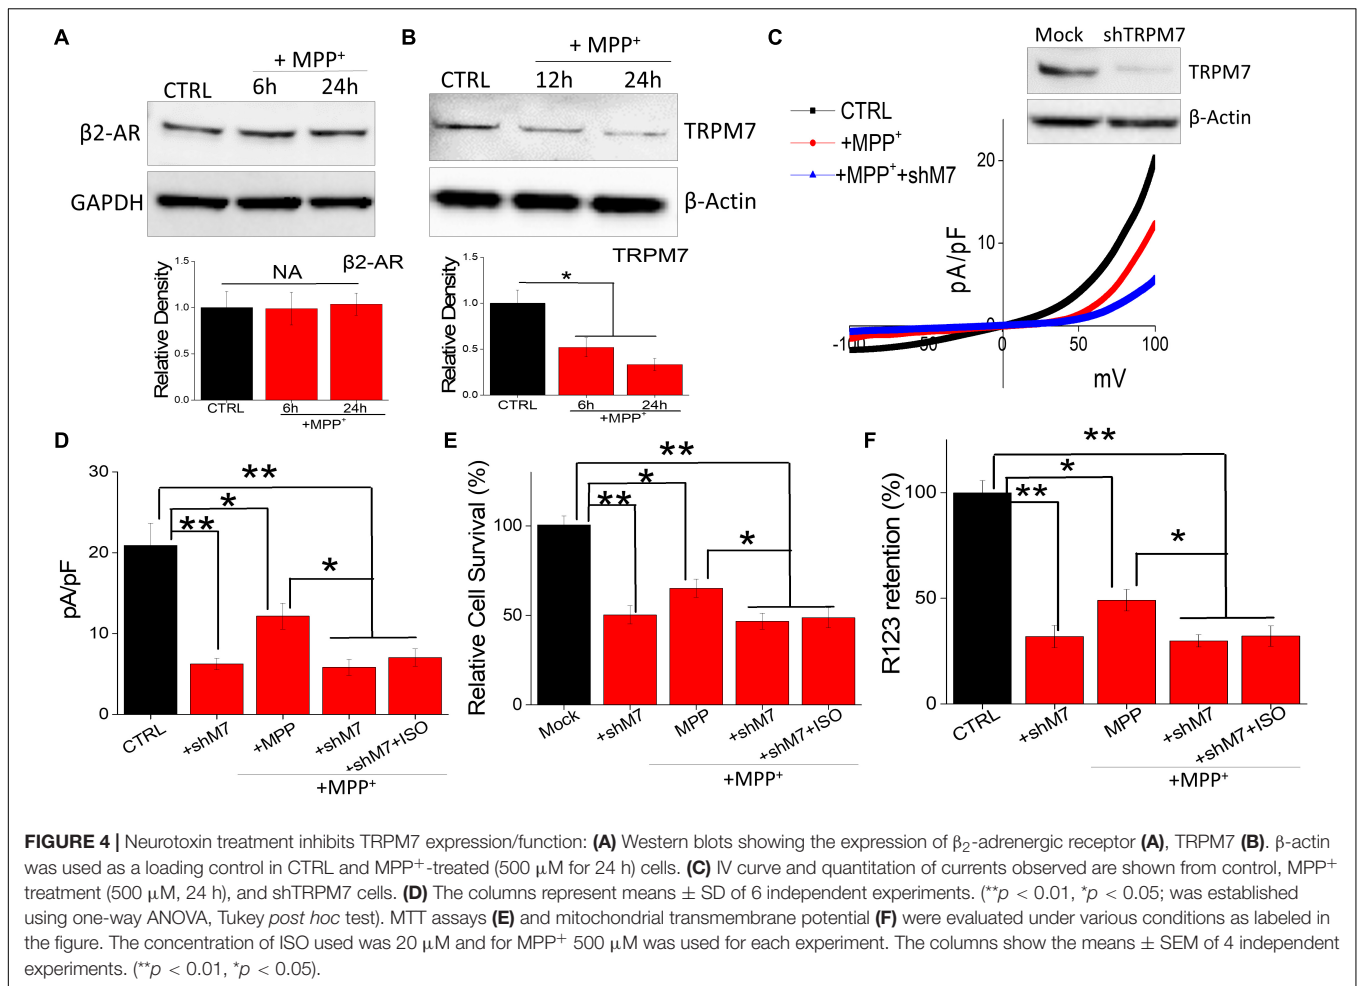 A
+ MPP+
CTRL 6h 24h
β2-AR
GAPDH
Relative Density
1.5
1.0
0.5
0.0
NA
β2-AR
CTRL 6h 24h
+MPP+
B
+ MPP+
CTRL 12h 24h
TRPM7
β-Actin
Relative Density
1.5
1.0
0.5
0.0
TRPM7
*
CTRL 6h 24h
+MPP+
C
Mock shTRPM7
TRPM7
β-Actin
CTRL
+MPP+
+MPP++shM7
pA/pF
20
10
0
-100 50 0 50 100
mV
D
pA/pF
30
20
10
0
**
*
**
*
CTRL +shM7 +MPP +shM7 +shM7+ISO
+MPP+
E
Relative Cell Survival (%)
100
50
0
**
*
**
*
Mock +shM7 MPP +shM7 +shM7+ISO
+MPP+
F
R123 retention (%)
100
50
0
**
*
**
*
CTRL +shM7 MPP +shM7 +shM7+ISO
+MPP+
FIGURE 4 | Neurotoxin treatment inhibits TRPM7 expression/function: (A) Western blots showing the expression of β2-adrenergic receptor (A), TRPM7 (B). β-actin
was used as a loading control in CTRL and MPP+-treated (500 μM for 24 h) cells. (C) IV curve and quantitation of currents observed are shown from control, MPP+
treatment (500 μM, 24 h), and shTRPM7 cells. (D) The columns represent means ± SD of 6 independent experiments. (**p < 0.01, *p < 0.05; was established
using one-way ANOVA, Tukey post hoc test). MTT assays (E) and mitochondrial transmembrane potential (F) were evaluated under various conditions as labeled in
the figure. The concentration of ISO used was 20 μM and for MPP+ 500 μM was used for each experiment. The columns show the means ± SEM of 4 independent
experiments. (**p < 0.01, *p < 0.05).